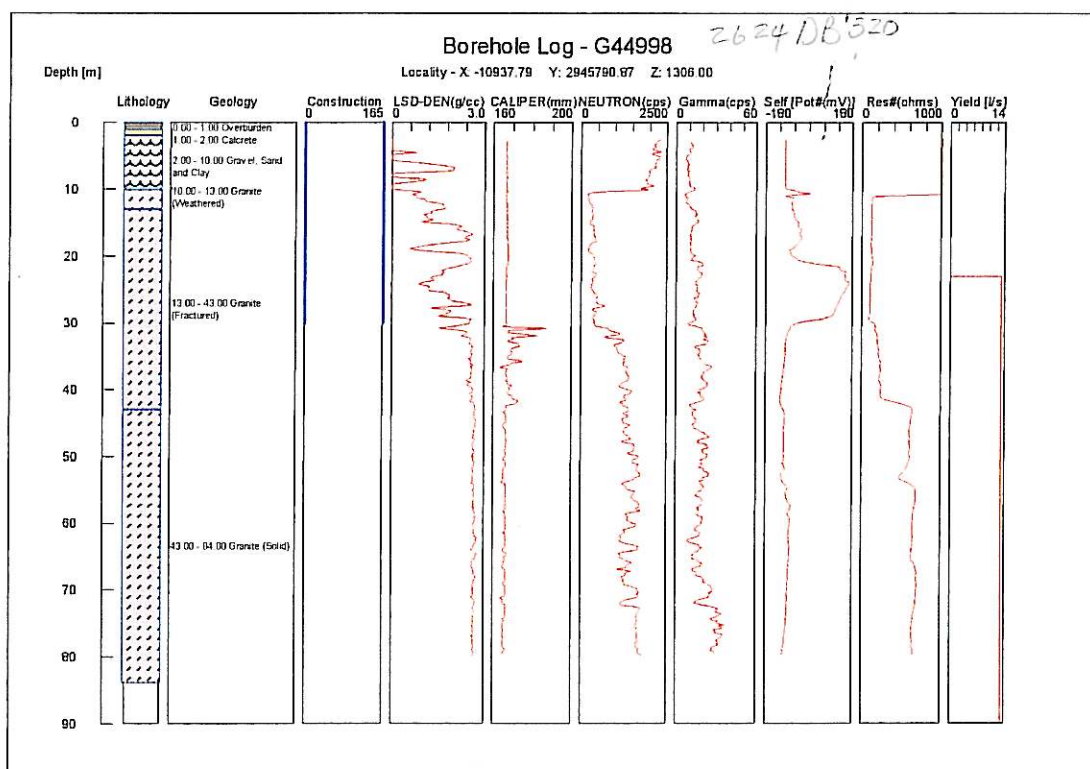 2624 DB'320
Borehole Log - G44998
Depth [m]
Locality - X: -10937.79 Y: 2945790.87 Z: 1306.00
Lithology Geology Construction LSD-DEN(g/cc) CALIPER(mm) NEUTRON(cps) Gamma(cps) Self [Pot#(mV)] Res#(ohms) Yield [l/s]
0 165 0 3.0 160 200 0 2500 0 60 -190 190 0 1000 0 14
0
0.00 - 1.00 Overburden
1.00 - 2.00 Calcrete
2.00 - 10.00 Gravel, Sand
and Clay
10
10.00 - 13.00 Granite
(Weathered)
20
13.00 - 43.00 Granite
(Fractured)
30
40
50
60
43.00 - 84.00 Granite (Solid)
70
80
90